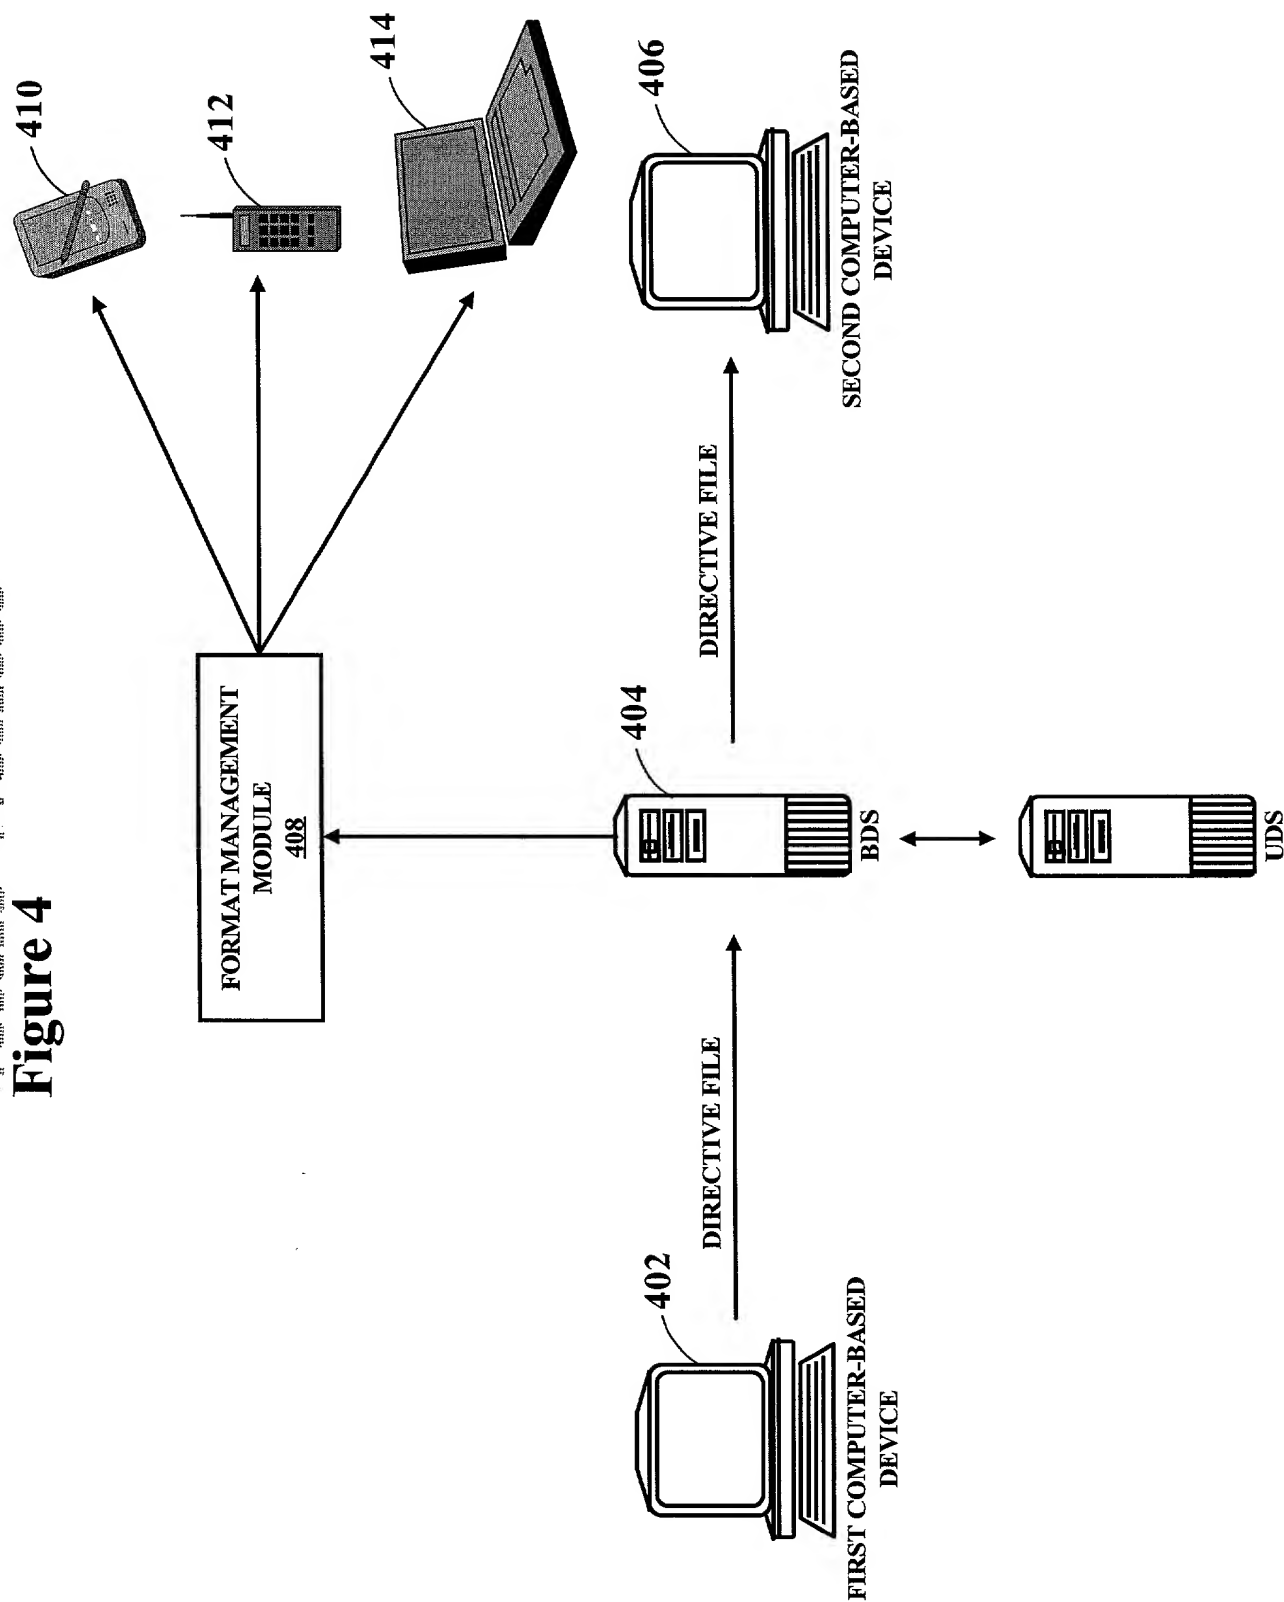 Figure 4
410
412
414
FORMAT MANAGEMENT
MODULE
408
402
404
406
DIRECTIVE FILE
DIRECTIVE FILE
FIRST COMPUTER-BASED
DEVICE
BDS
SECOND COMPUTER-BASED
DEVICE
UDS